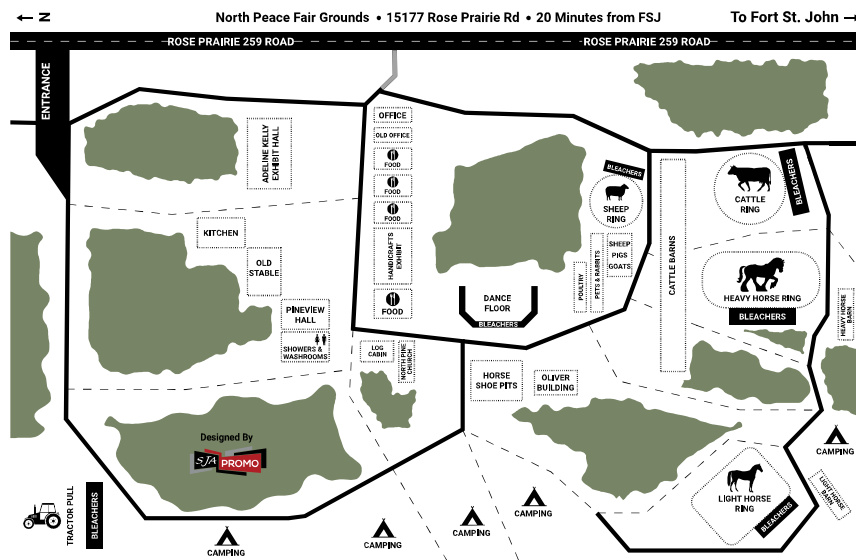 N
North Peace Fair Grounds • 15177 Rose Prairie Rd • 20 Minutes from FSJ
To Fort St. John
ROSE PRAIRIE 259 ROAD
ROSE PRAIRIE 259 ROAD
ENTRANCE
ADELINE KELLY
EXHIBIT HALL
OFFICE
OLD OFFICE
FOOD
FOOD
FOOD
HANDICRAFTS
EXHIBIT
FOOD
KITCHEN
OLD
STABLE
PINEVIEW
HALL
SHOWERS &
WASHROOMS
BLEACHERS
SHEEP
RING
SHEEP
PIGS
GOATS
PETS & RABBITS
POULTRY
DANCE
FLOOR
BLEACHERS
CATTLE BARNS
CATTLE
RING
BLEACHERS
HEAVY HORSE RING
BLEACHERS
HEAVY HORSE
BARN
LOG
CABIN
NORTH PINE
CHURCH
HORSE
SHOE PITS
OLIVER
BUILDING
Designed By
SJA PROMO
TRACTOR PULL
BLEACHERS
CAMPING
CAMPING
CAMPING
CAMPING
CAMPING
LIGHT HORSE
RING
BLEACHERS
LIGHT HORSE
BARN